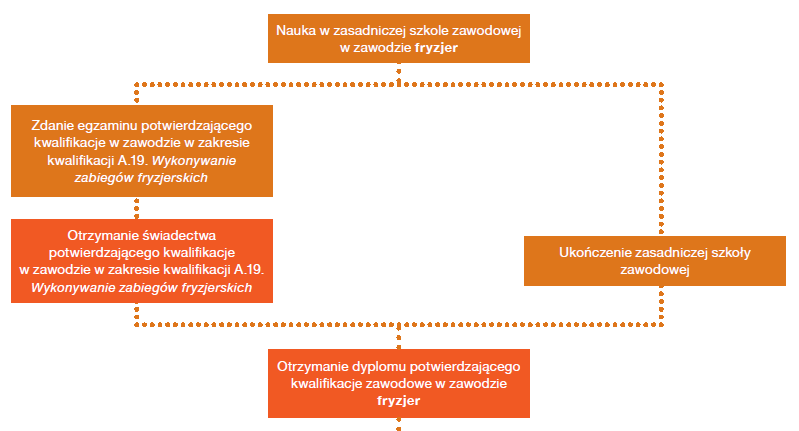 Nauka w zasadniczej szkole zawodowej
w zawodzie fryzjer
Zdanie egzaminu potwierdzającego
kwalifikacje w zawodzie w zakresie
kwalifikacji A.19. Wykonywanie
zabiegów fryzjerskich
Otrzymanie świadectwa
potwierdzającego kwalifikacje
w zawodzie w zakresie kwalifikacji A.19.
Wykonywanie zabiegów fryzjerskich
Ukończenie zasadniczej szkoły
zawodowej
Otrzymanie dyplomu potwierdzającego
kwalifikacje zawodowe w zawodzie
fryzjer